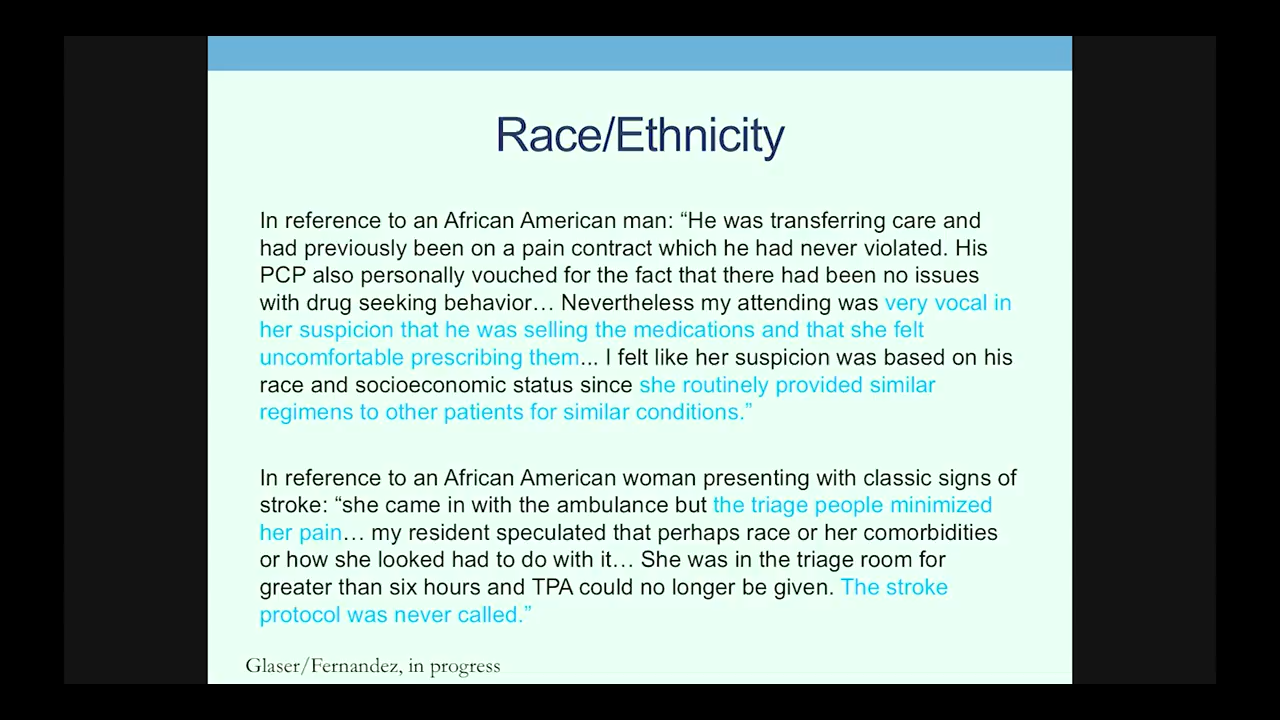 Race/Ethnicity
In reference to an African American man: “He was transferring care and
had previously been on a pain contract which he had never violated. His
PCP also personally vouched for the fact that there had been no issues
with drug seeking behavior… Nevertheless my attending was very vocal in
her suspicion that he was selling the medications and that she felt
uncomfortable prescribing them... I felt like her suspicion was based on his
race and socioeconomic status since she routinely provided similar
regimens to other patients for similar conditions.”
In reference to an African American woman presenting with classic signs of
stroke: “she came in with the ambulance but the triage people minimized
her pain… my resident speculated that perhaps race or her comorbidities
or how she looked had to do with it… She was in the triage room for
greater than six hours and TPA could no longer be given. The stroke
protocol was never called.”
Glaser/Fernandez, in progress